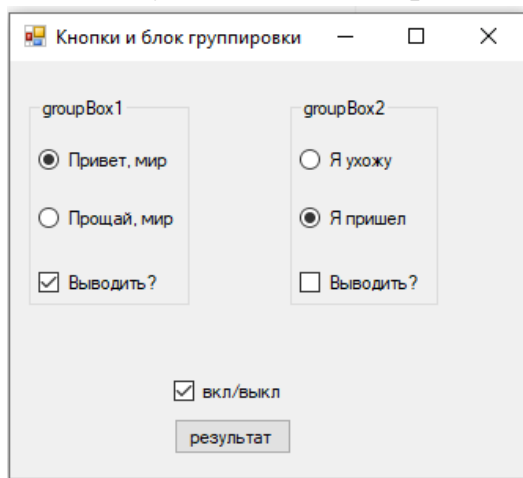 Кнопки и блок группировки
groupBox1
Привет, мир
Прощай, мир
Выводить?
groupBox2
Я ухожу
Я пришел
Выводить?
вкл/выкл
результат